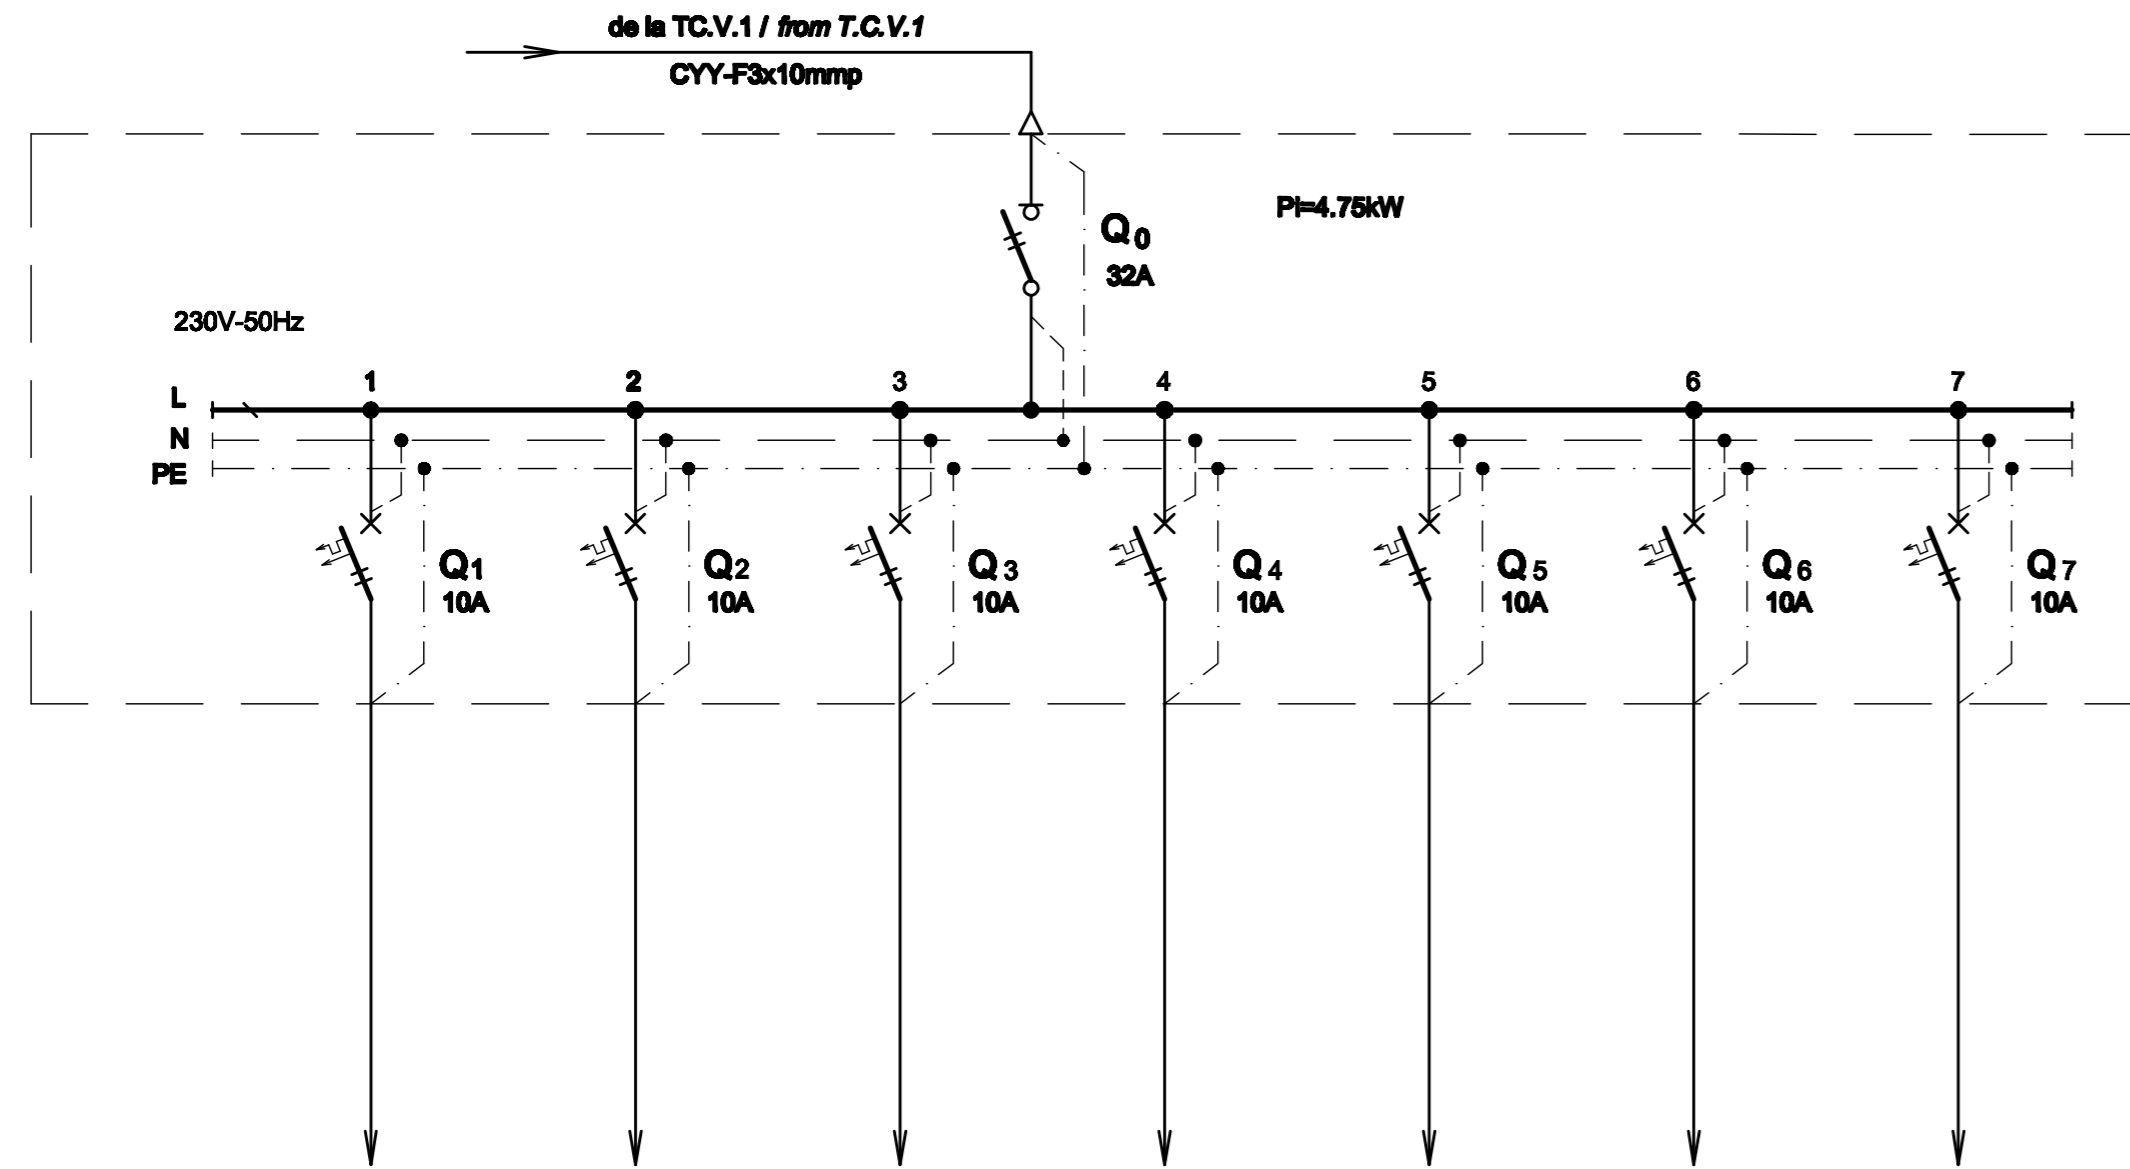 de la TC.V.1 / from T.C.V.1
CYY-F3x10mmp
Pi=4.75kW
Q0
32A
230V-50Hz
1 2 3 4 5 6 7
L
N
PE
Q1 Q2 Q3 Q4 Q5 Q6 Q7
10A 10A 10A 10A 10A 10A 10A